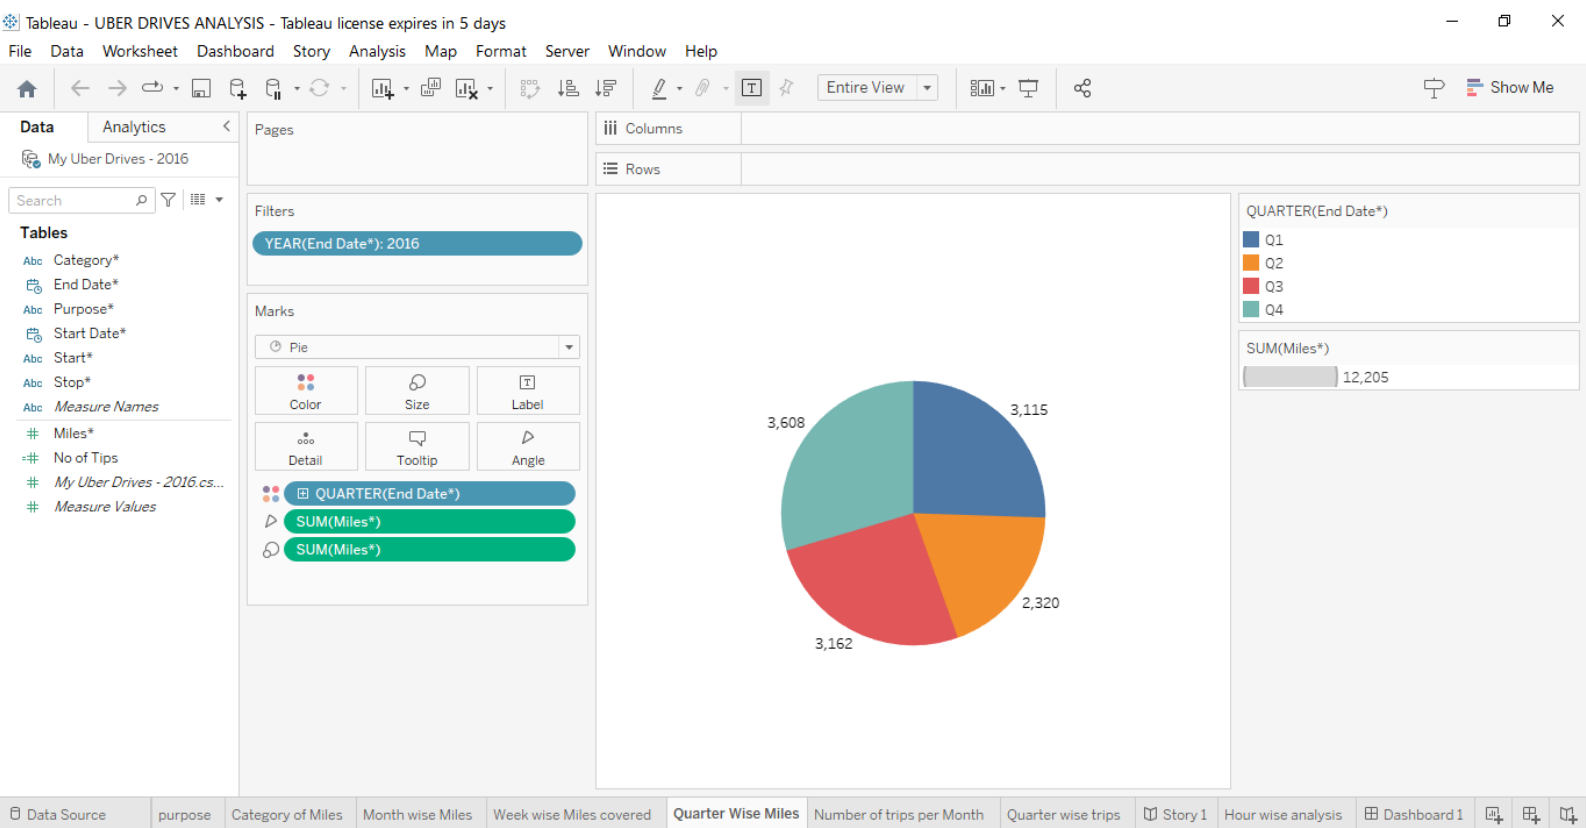 Tableau - UBER DRIVES ANALYSIS - Tableau license expires in 5 days
File Data Worksheet Dashboard Story Analysis Map Format Server Window Help
Entire View
Show Me
Data Analytics
My Uber Drives - 2016
Search
Tables
Abc Category*
End Date*
Abc Purpose*
Start Date*
Abc Start*
Abc Stop*
Abc Measure Names
# Miles*
=# No of Tips
# My Uber Drives - 2016.cs...
# Measure Values
Pages
Filters
YEAR(End Date*): 2016
Marks
Pie
Color Size Label
Detail Tooltip Angle
QUARTER(End Date*)
SUM(Miles*)
SUM(Miles*)
Columns
Rows
3,608
3,115
2,320
3,162
QUARTER(End Date*)
Q1
Q2
Q3
Q4
SUM(Miles*)
12,205
Data Source purpose Category of Miles Month wise Miles Week wise Miles covered Quarter Wise Miles Number of trips per Month Quarter wise trips Story 1 Hour wise analysis Dashboard 1